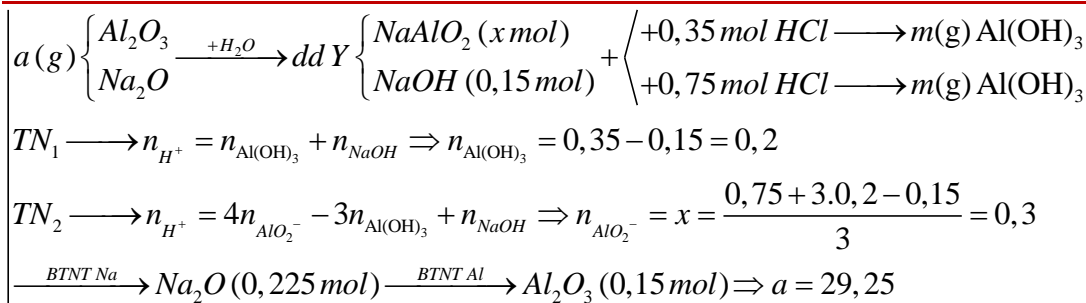 a(g) {Al₂O₃ / Na₂O —+H₂O→ dd Y {NaAlO₂ (x mol) / NaOH (0,15 mol) + ⟨+0,35 mol HCl ⟶ m(g) Al(OH)₃ / +0,75 mol HCl ⟶ m(g) Al(OH)₃
TN₁ ⟶ n_{H⁺} = n_{Al(OH)₃} + n_{NaOH} ⇒ n_{Al(OH)₃} = 0,35 − 0,15 = 0,2
TN₂ ⟶ n_{H⁺} = 4n_{AlO₂⁻} − 3n_{Al(OH)₃} + n_{NaOH} ⇒ n_{AlO₂⁻} = x = (0,75 + 3.0,2 − 0,15)/3 = 0,3
—BTNT Na→ Na₂O (0,225 mol) —BTNT Al→ Al₂O₃ (0,15 mol) ⇒ a = 29,25